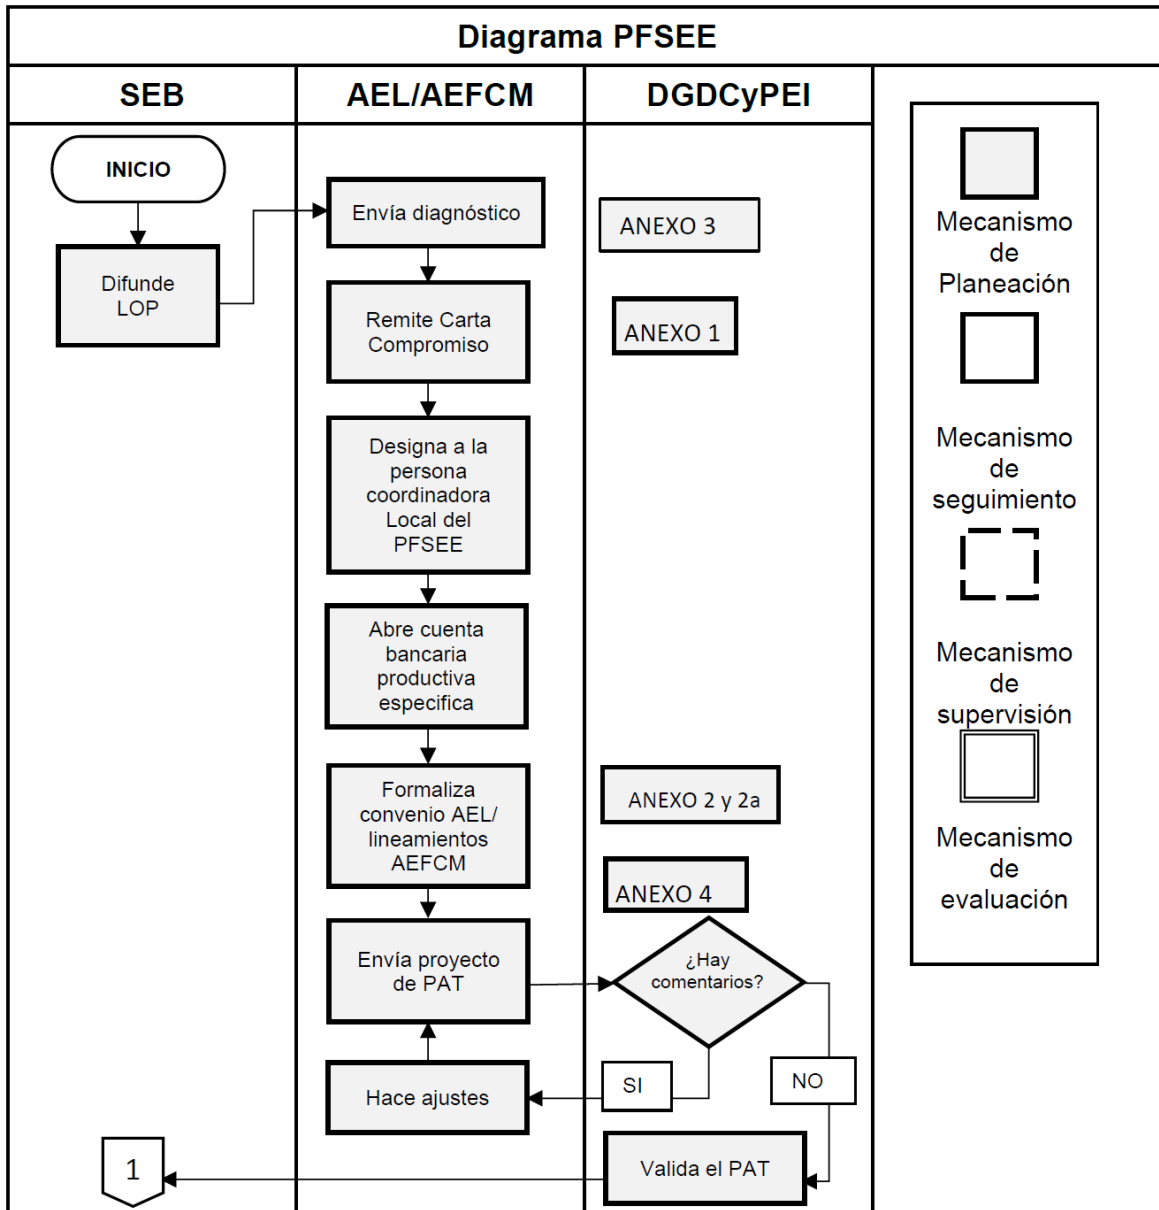 Diagrama PFSEE
SEB
AEL/AEFCM
DGDCyPEI
INICIO
Difunde
LOP
Envía diagnóstico
ANEXO 3
Remite Carta
Compromiso
ANEXO 1
Designa a la
persona
coordinadora
Local del
PFSEE
Abre cuenta
bancaria
productiva
especifica
Formaliza
convenio AEL/
lineamientos
AEFCM
ANEXO 2 y 2a
ANEXO 4
Envía proyecto
de PAT
¿Hay
comentarios?
SI
NO
Hace ajustes
Valida el PAT
1
Mecanismo
de
Planeación
Mecanismo
de
seguimiento
Mecanismo
de
supervisión
Mecanismo
de
evaluación